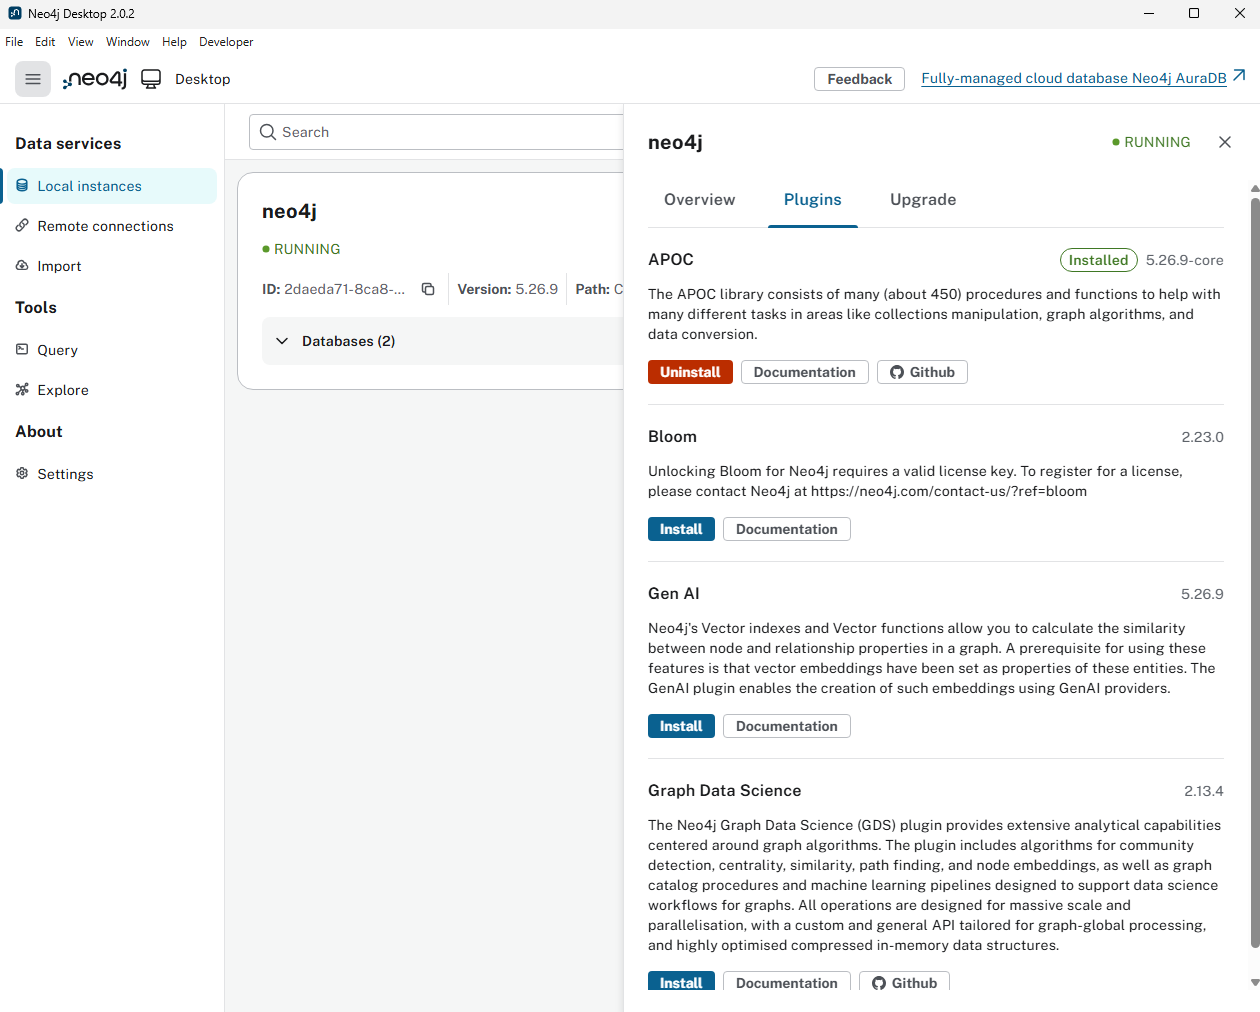 Neo4j Desktop 2.0.2
File Edit View Window Help Developer
neo4j Desktop
Feedback
Fully-managed cloud database Neo4j AuraDB
Data services
Local instances
Remote connections
Import
Tools
Query
Explore
About
Settings
Search
neo4j
RUNNING
ID: 2daeda71-8ca8-...
Version: 5.26.9
Path: C
Databases (2)
neo4j
RUNNING
Overview Plugins Upgrade
APOC
Installed 5.26.9-core
The APOC library consists of many (about 450) procedures and functions to help with
many different tasks in areas like collections manipulation, graph algorithms, and
data conversion.
Uninstall Documentation Github
Bloom
2.23.0
Unlocking Bloom for Neo4j requires a valid license key. To register for a license,
please contact Neo4j at https://neo4j.com/contact-us/?ref=bloom
Install Documentation
Gen AI
5.26.9
Neo4j's Vector indexes and Vector functions allow you to calculate the similarity
between node and relationship properties in a graph. A prerequisite for using these
features is that vector embeddings have been set as properties of these entities. The
GenAI plugin enables the creation of such embeddings using GenAI providers.
Install Documentation
Graph Data Science
2.13.4
The Neo4j Graph Data Science (GDS) plugin provides extensive analytical capabilities
centered around graph algorithms. The plugin includes algorithms for community
detection, centrality, similarity, path finding, and node embeddings, as well as graph
catalog procedures and machine learning pipelines designed to support data science
workflows for graphs. All operations are designed for massive scale and
parallelisation, with a custom and general API tailored for graph-global processing,
and highly optimised compressed in-memory data structures.
Install Documentation Github